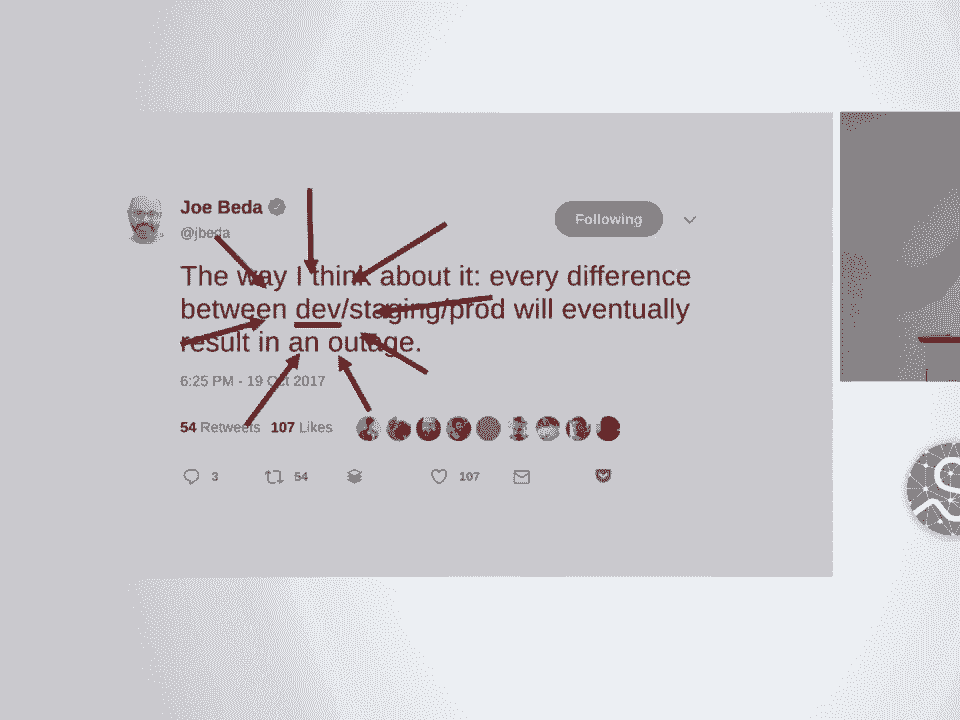 Joe Beda
@jbeda
Following
The way I think about it: every difference
between dev/staging/prod will eventually
result in an outage.
6:25 PM - 19 Oct 2017
54 Retweets 107 Likes
3 54 107